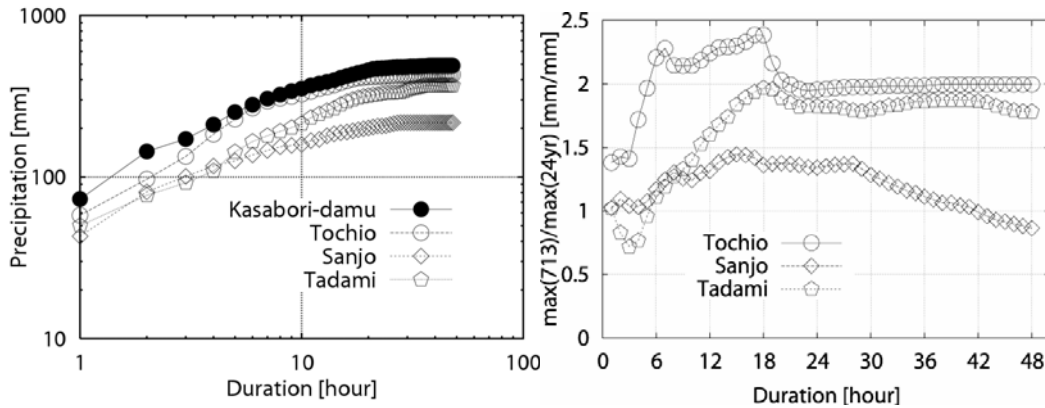 1000
100
10
1
10
100
Precipitation [mm]
Duration [hour]
Kasabori-damu
Tochio
Sanjo
Tadami
2.5
2
1.5
1
0.5
0
0
6
12
18
24
30
36
42
48
max(713)/max(24yr) [mm/mm]
Duration [hour]
Tochio
Sanjo
Tadami